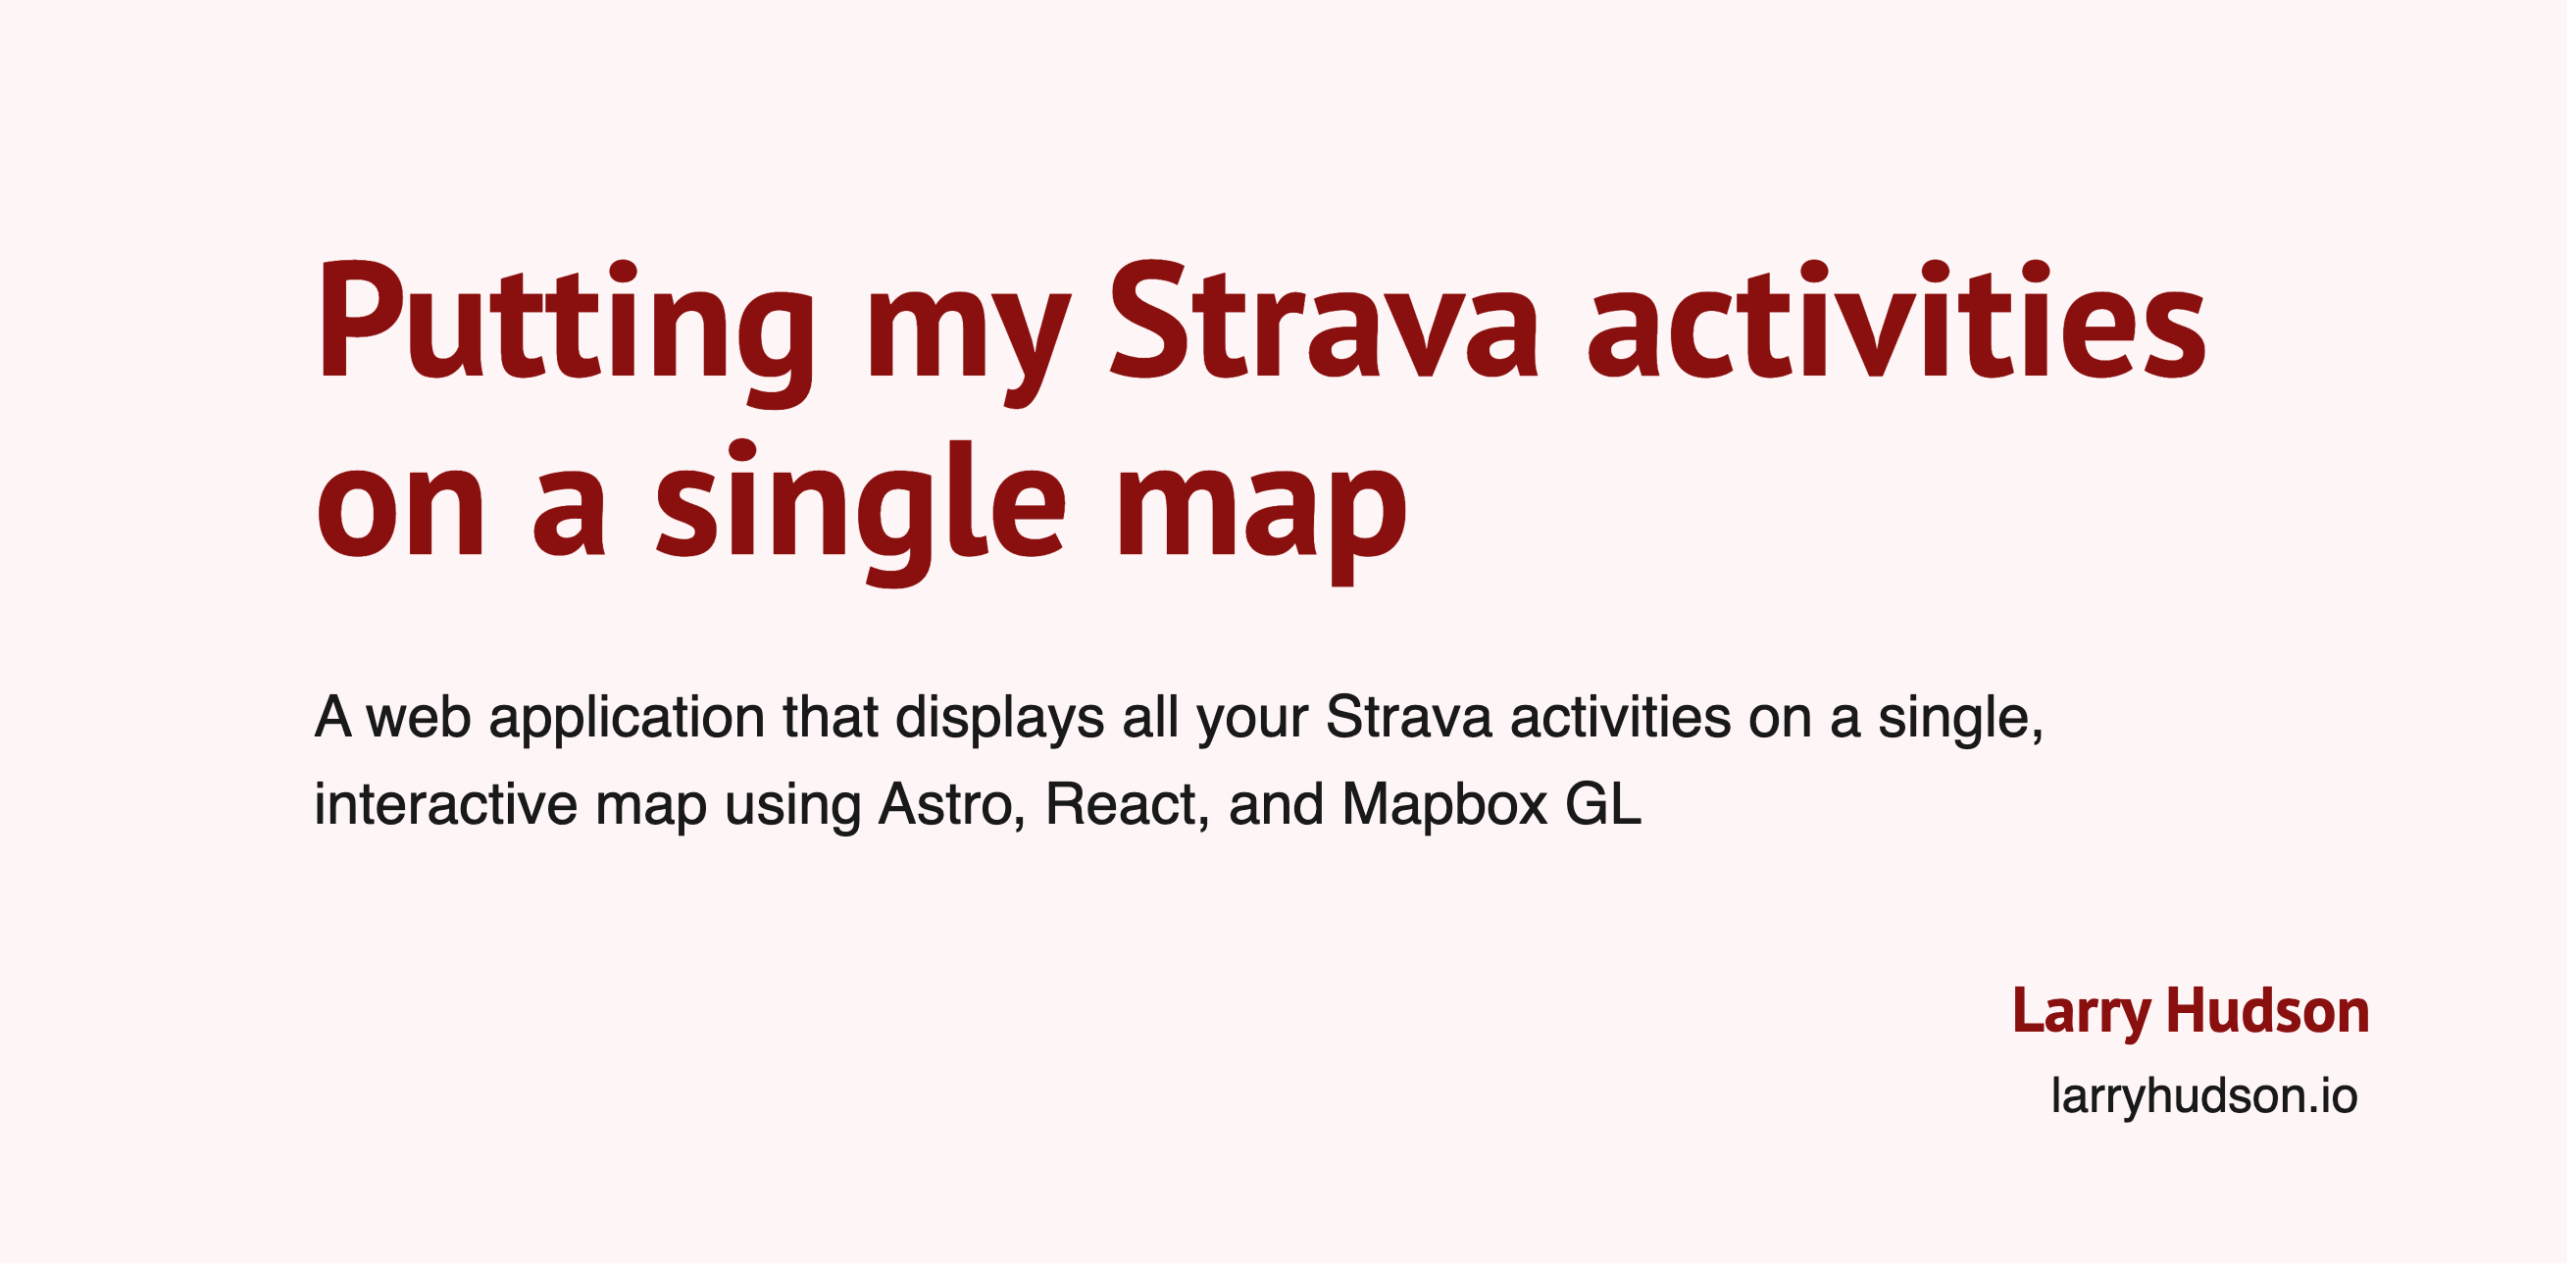 Putting my Strava activities
on a single map
A web application that displays all your Strava activities on a single,
interactive map using Astro, React, and Mapbox GL
Larry Hudson
larryhudson.io